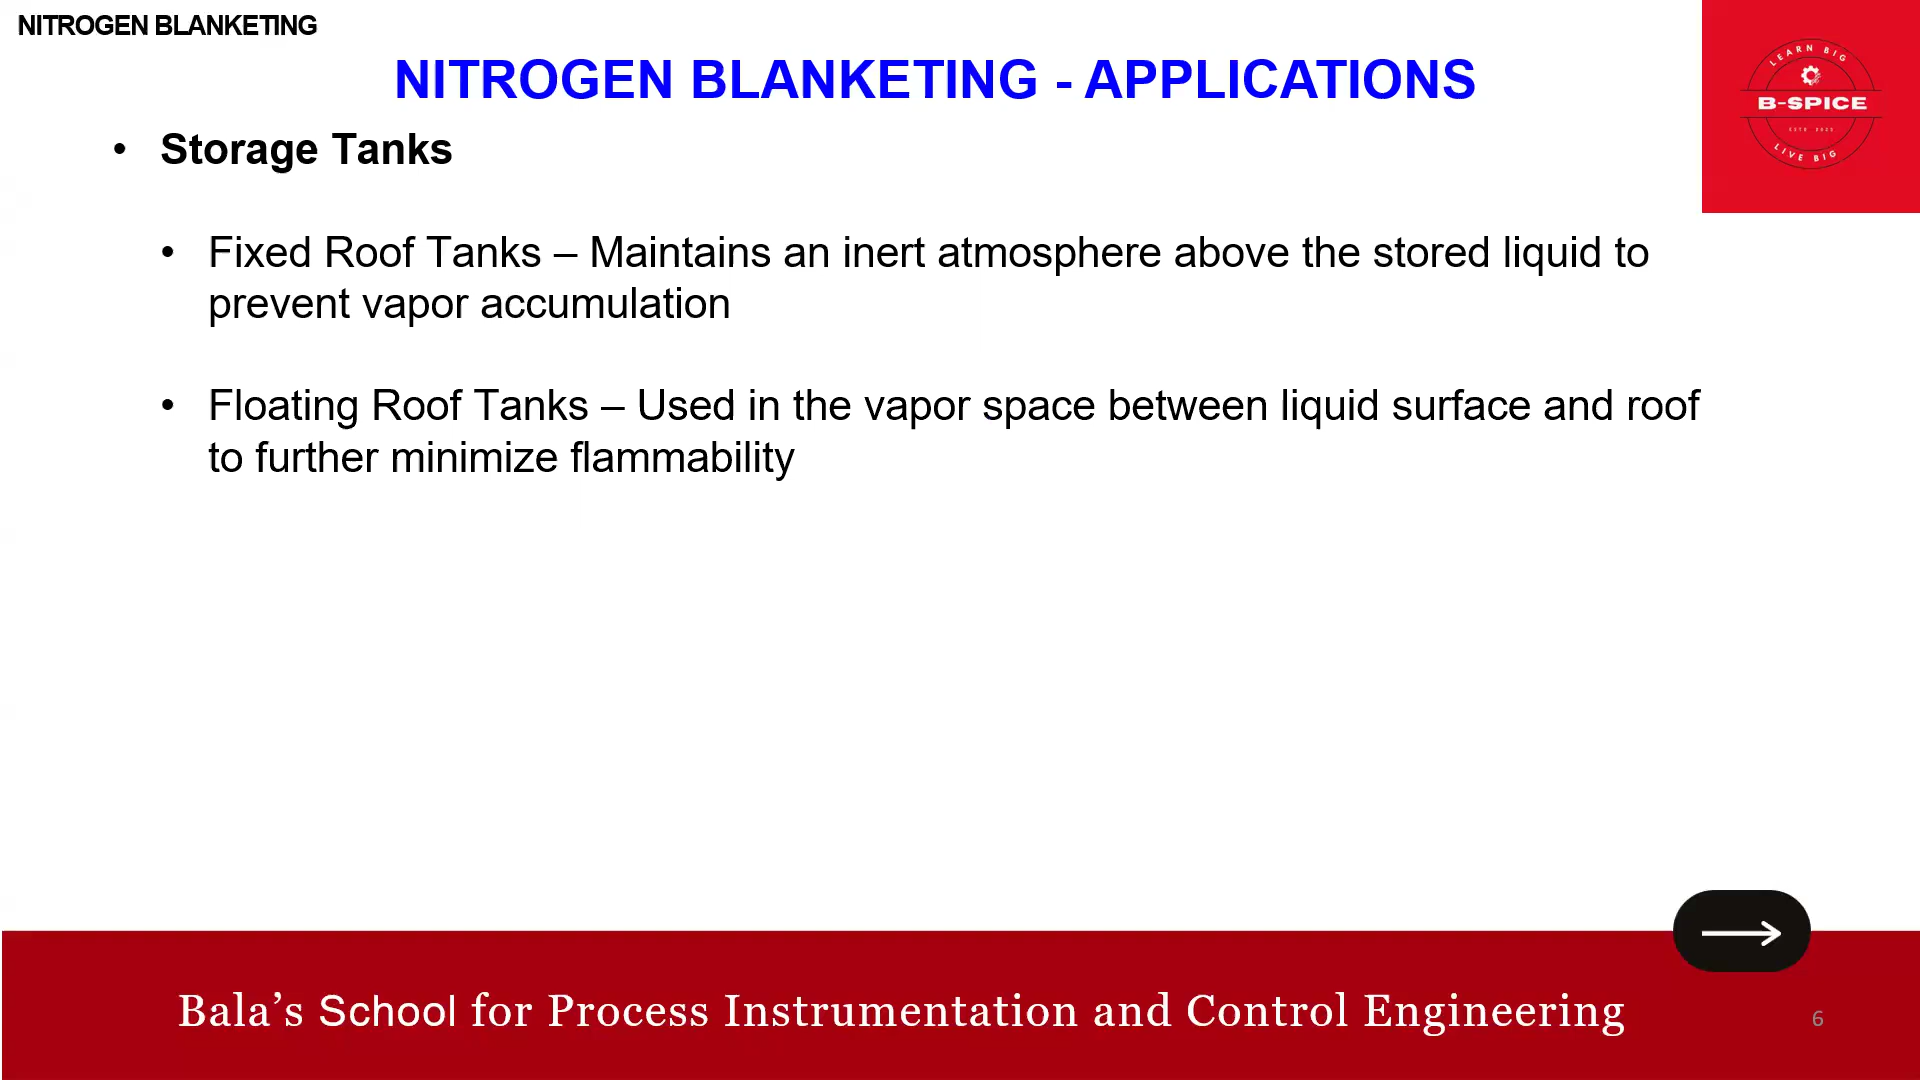 NITROGEN BLANKETING
NITROGEN BLANKETING - APPLICATIONS
LEARN BIG
B-SPICE
LIVE BIG
• Storage Tanks
• Fixed Roof Tanks – Maintains an inert atmosphere above the stored liquid to
prevent vapor accumulation
• Floating Roof Tanks – Used in the vapor space between liquid surface and roof
to further minimize flammability
Bala’s School for Process Instrumentation and Control Engineering
6